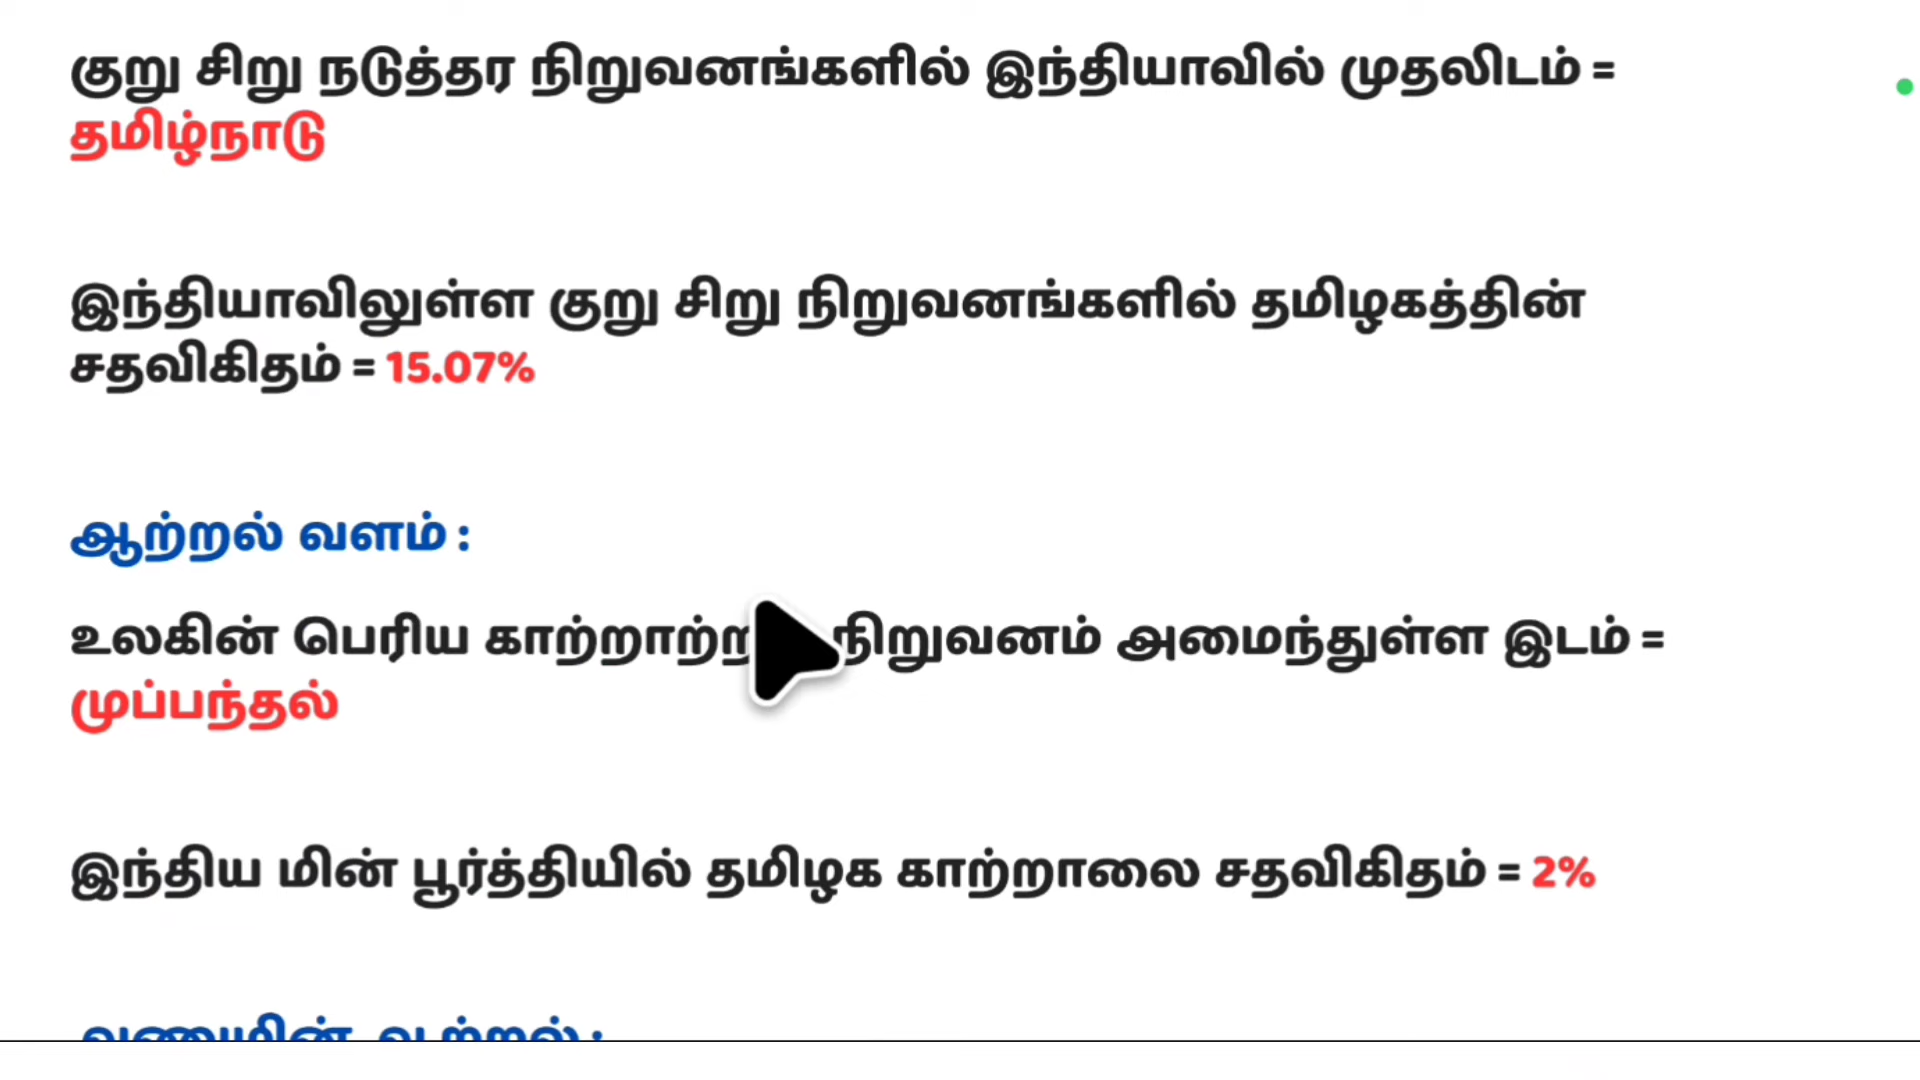 குறு சிறு நடுத்தர நிறுவனங்களில் இந்தியாவில் முதலிடம் =
தமிழ்நாடு
இந்தியாவிலுள்ள குறு சிறு நிறுவனங்களில் தமிழகத்தின்
சதவிகிதம் = 15.07%
ஆற்றல் வளம் :
உலகின் பெரிய நிறுவனம் அமைந்துள்ள இடம் =
முப்பந்தல்
இந்திய மின் பூர்த்தியில் தமிழக காற்றாலை சதவிகிதம் = 2%